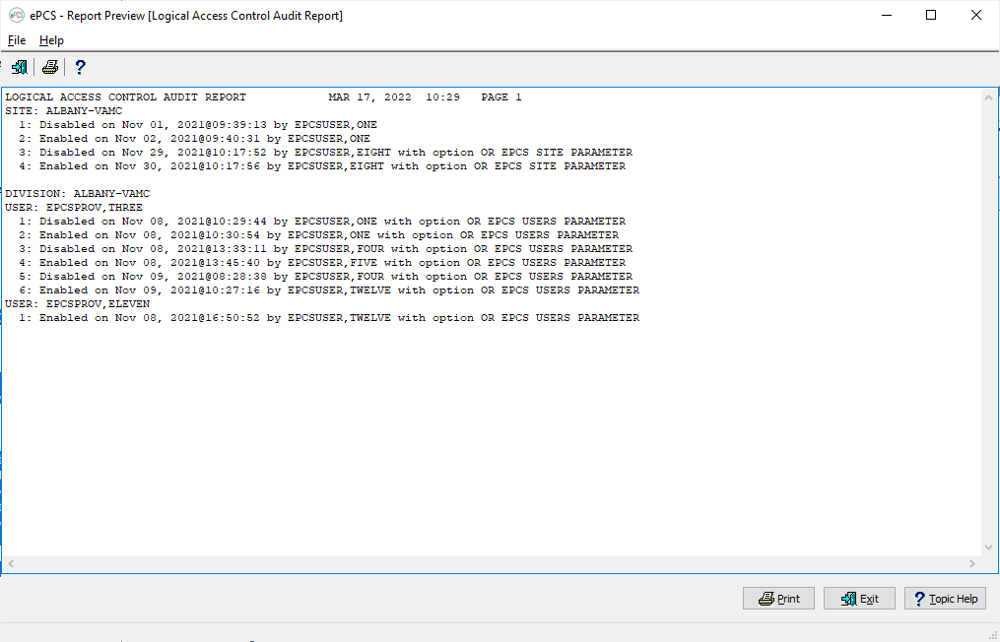 ePCS - Report Preview [Logical Access Control Audit Report]
File Help
LOGICAL ACCESS CONTROL AUDIT REPORT MAR 17, 2022 10:29 PAGE 1
SITE: ALBANY-VAMC
1: Disabled on Nov 01, 2021@09:39:13 by EPCSUSER,ONE
2: Enabled on Nov 02, 2021@09:40:31 by EPCSUSER,ONE
3: Disabled on Nov 29, 2021@10:17:52 by EPCSUSER,EIGHT with option OR EPCS SITE PARAMETER
4: Enabled on Nov 30, 2021@10:17:56 by EPCSUSER,EIGHT with option OR EPCS SITE PARAMETER
DIVISION: ALBANY-VAMC
USER: EPCSPROV,THREE
1: Disabled on Nov 08, 2021@10:29:44 by EPCSUSER,ONE with option OR EPCS USERS PARAMETER
2: Enabled on Nov 08, 2021@10:30:54 by EPCSUSER,ONE with option OR EPCS USERS PARAMETER
3: Disabled on Nov 08, 2021@13:33:11 by EPCSUSER,FOUR with option OR EPCS USERS PARAMETER
4: Enabled on Nov 08, 2021@13:45:40 by EPCSUSER,FIVE with option OR EPCS USERS PARAMETER
5: Disabled on Nov 09, 2021@08:28:38 by EPCSUSER,FOUR with option OR EPCS USERS PARAMETER
6: Enabled on Nov 09, 2021@10:27:16 by EPCSUSER,TWELVE with option OR EPCS USERS PARAMETER
USER: EPCSPROV,ELEVEN
1: Enabled on Nov 08, 2021@16:50:52 by EPCSUSER,TWELVE with option OR EPCS USERS PARAMETER
Print Exit ? Topic Help